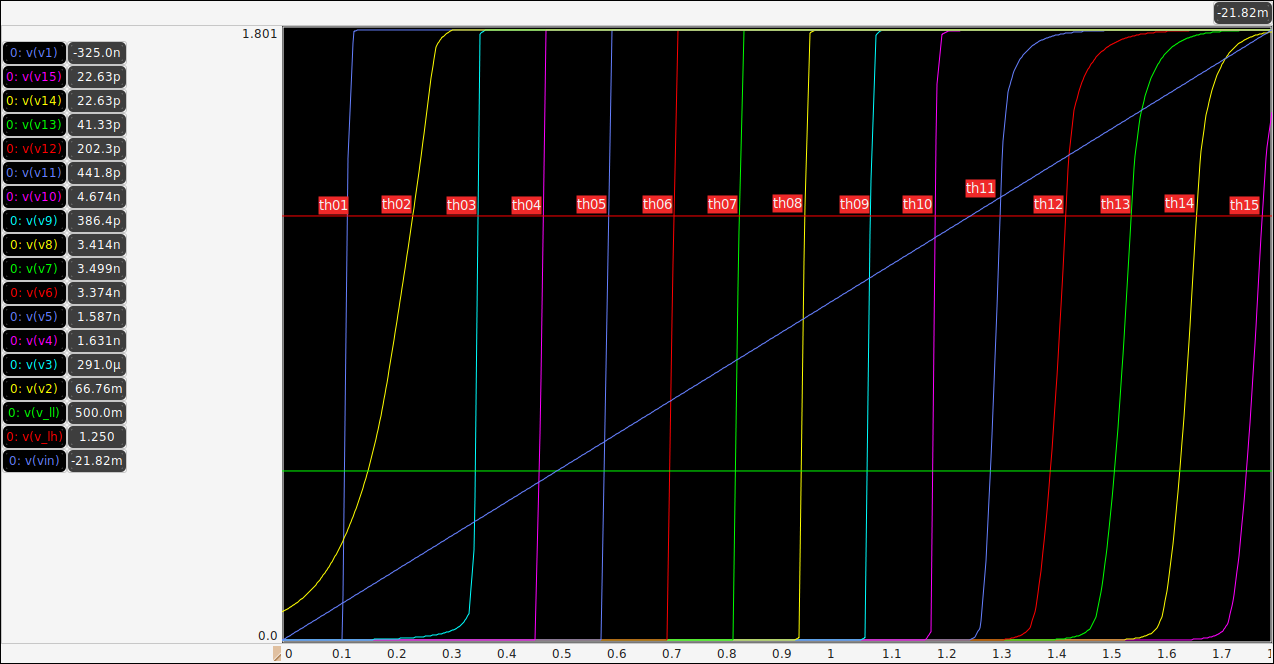 -21.82m
1.801
0: v(v1) -325.0n
0: v(v15) 22.63p
0: v(v14) 22.63p
0: v(v13) 41.33p
0: v(v12) 202.3p
0: v(v11) 441.8p
0: v(v10) 4.674n
0: v(v9) 386.4p
0: v(v8) 3.414n
0: v(v7) 3.499n
0: v(v6) 3.374n
0: v(v5) 1.587n
0: v(v4) 1.631n
0: v(v3) 291.0µ
0: v(v2) 66.76m
0: v(v_ll) 500.0m
0: v(v_lh) 1.250
0: v(vin) -21.82m
th01 th02 th03 th04 th05 th06 th07 th08 th09 th10 th11 th12 th13 th14 th15
0.0
0 0.1 0.2 0.3 0.4 0.5 0.6 0.7 0.8 0.9 1 1.1 1.2 1.3 1.4 1.5 1.6 1.7